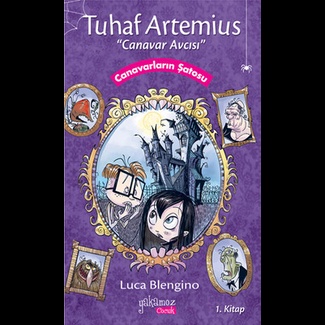 Tuhaf Artemius
"Canavar Avcısı"
Canavarların Şatosu
Luca Blengino
yakamoz
Çocuk
1. Kitap